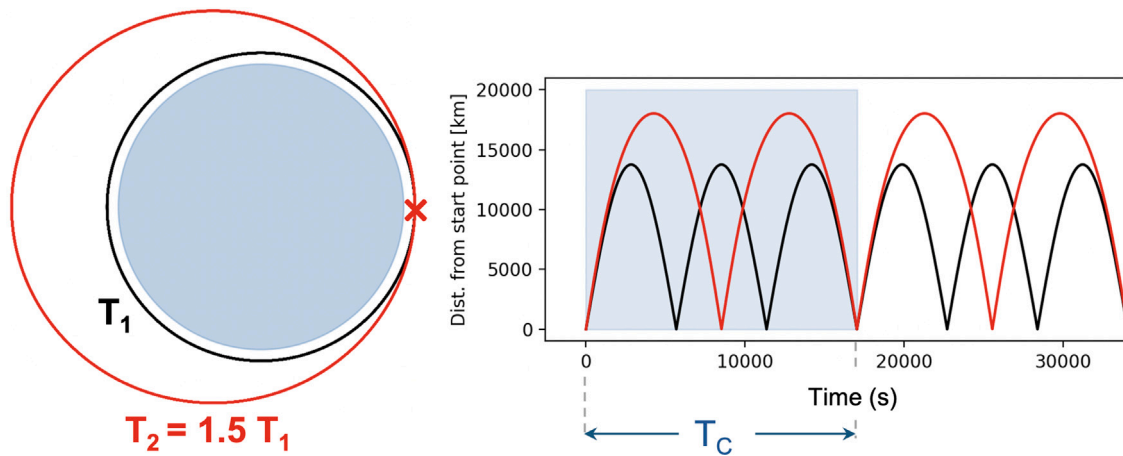 T₁
T₂ = 1.5 T₁
Dist. from start point [km]
20000
15000
10000
5000
0
0 10000 20000 30000
Time (s)
T_C